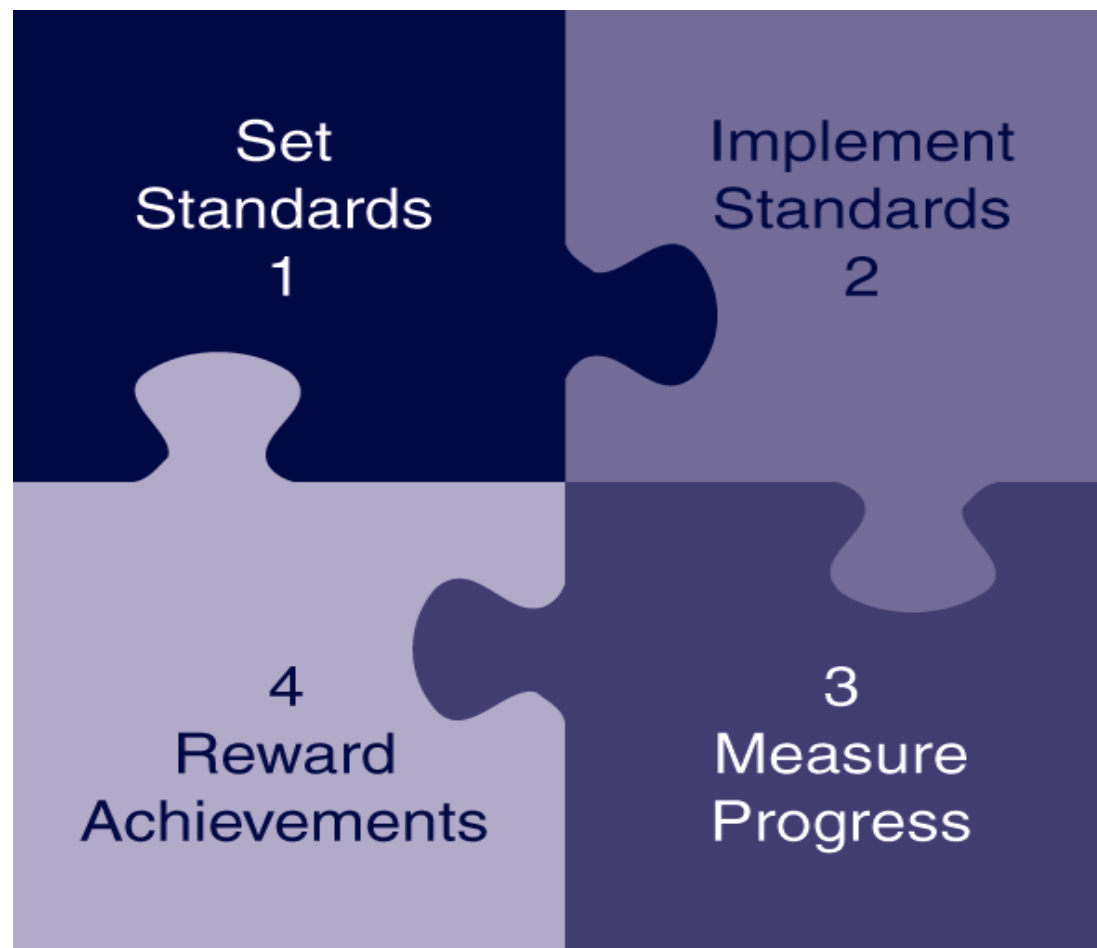 Set
Standards
1
Implement
Standards
2
3
Measure
Progress
4
Reward
Achievements